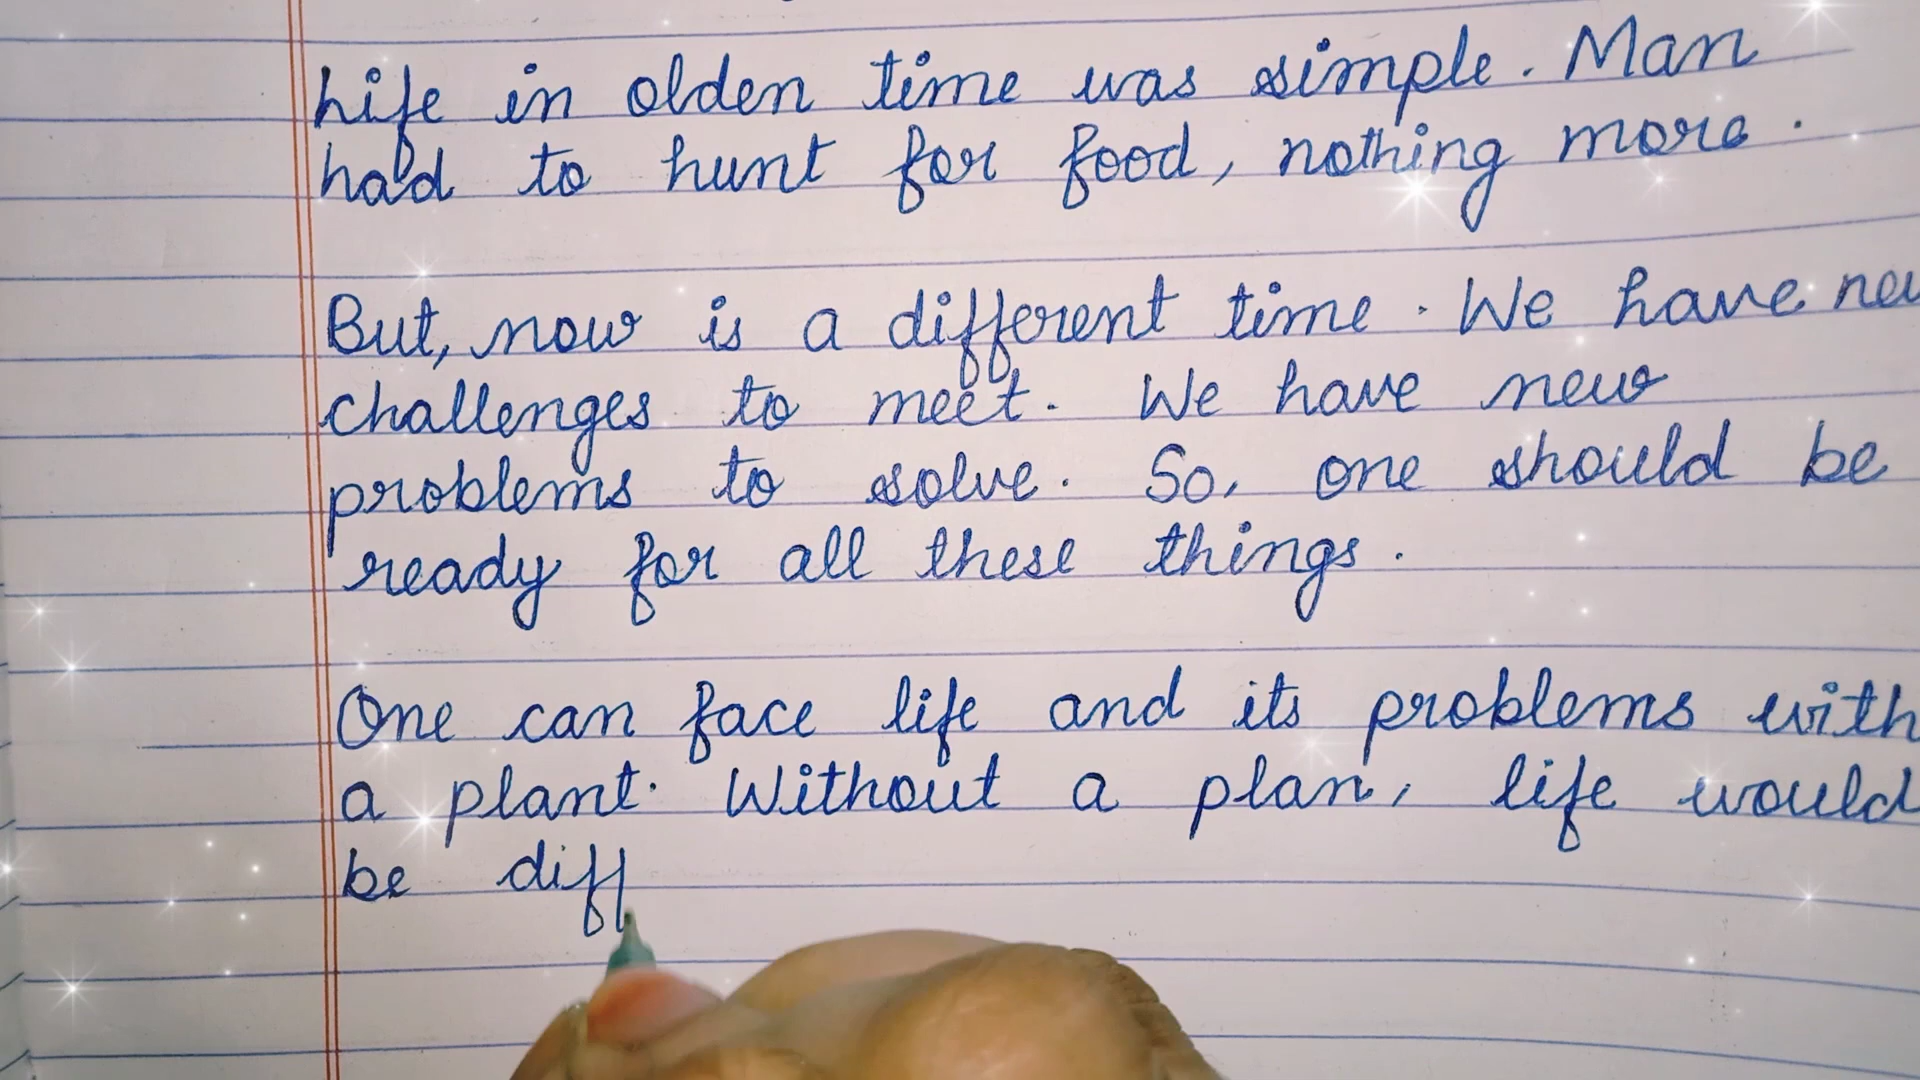 Life in olden time was simple. Man
had to hunt for food, nothing more.
But, now is a different time. We have new
challenges to meet. We have new
problems to solve. So, one should be
ready for all these things.
One can face life and its problems with
a plant. Without a plan, life would
be diff